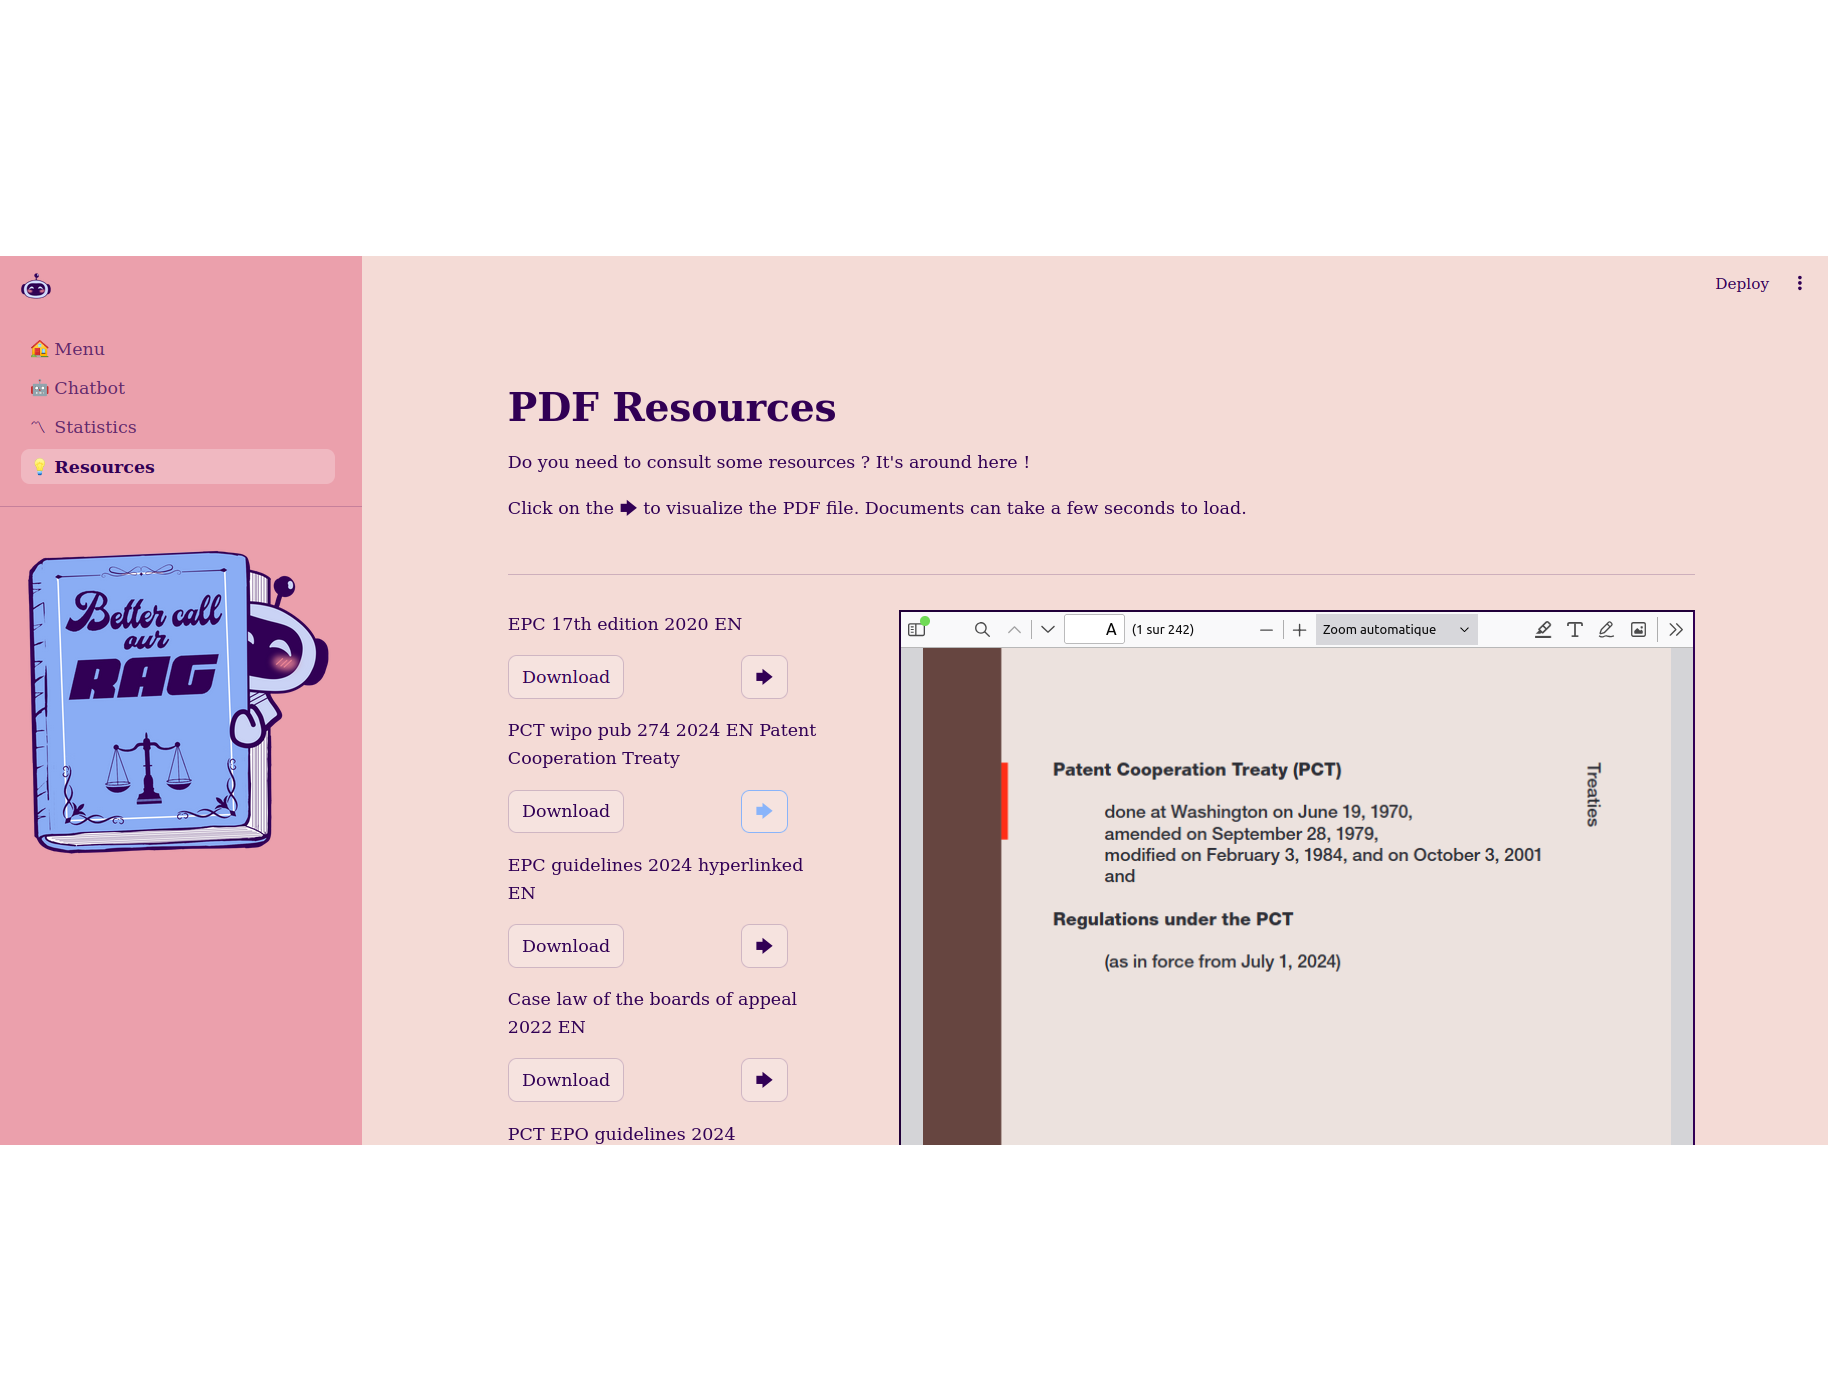 Deploy
🏠 Menu
🤖 Chatbot
〽️ Statistics
💡 Resources
Better call
our
RAG
PDF Resources
Do you need to consult some resources ? It's around here !
Click on the 🡆 to visualize the PDF file. Documents can take a few seconds to load.
EPC 17th edition 2020 EN
Download 🡆
PCT wipo pub 274 2024 EN Patent
Cooperation Treaty
Download 🡆
EPC guidelines 2024 hyperlinked
EN
Download 🡆
Case law of the boards of appeal
2022 EN
Download 🡆
PCT EPO guidelines 2024
A (1 sur 242) Zoom automatique
Patent Cooperation Treaty (PCT)
done at Washington on June 19, 1970,
amended on September 28, 1979,
modified on February 3, 1984, and on October 3, 2001
and
Regulations under the PCT
(as in force from July 1, 2024)
Treaties